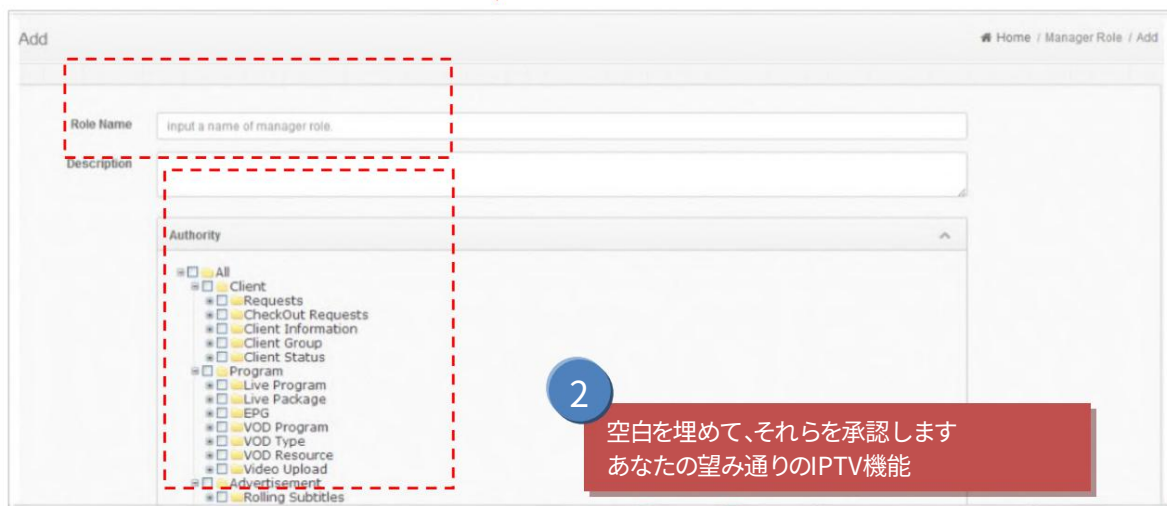 Add
Home / Manager Role / Add
Role Name
input a name of manager role.
Description
Authority
All
Client
Requests
CheckOut Requests
Client Information
Client Group
Client Status
Program
Live Program
Live Package
EPG
VOD Program
VOD Type
VOD Resource
Video Upload
Advertisement
Rolling Subtitles
2
空白を埋めて、それらを承認します
あなたの望み通りのIPTV機能